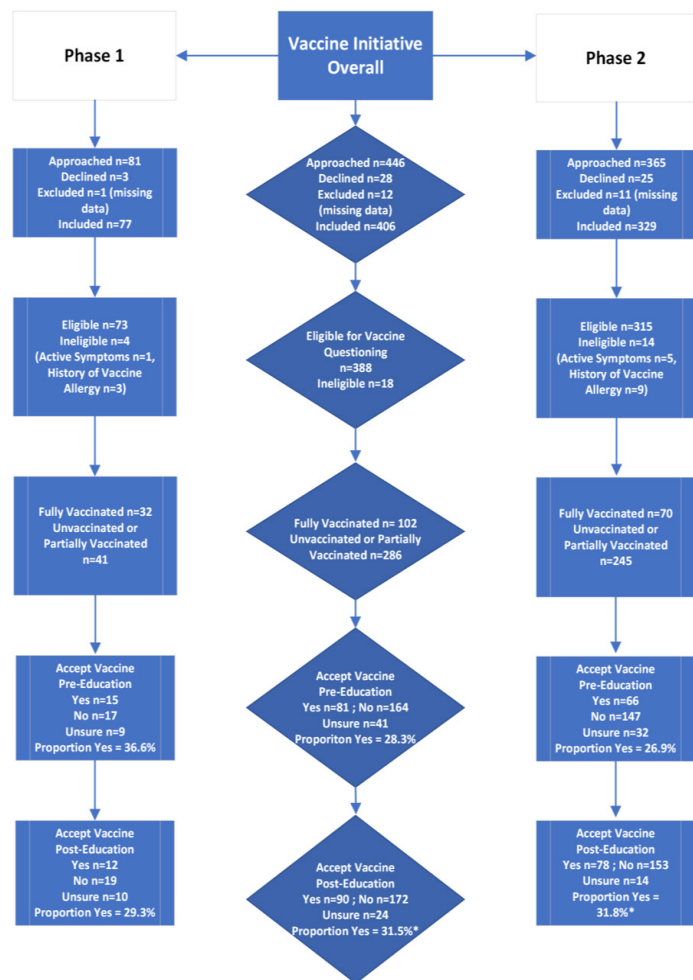 Phase 1
Vaccine Initiative
Overall
Phase 2
Approached n=81
Declined n=3
Excluded n=1 (missing
data)
Included n=77
Approached n=446
Declined n=28
Excluded n=12
(missing data)
Included n=406
Approached n=365
Declined n=25
Excluded n=11 (missing
data)
Included n=329
Eligible n=73
Ineligible n=4
(Active Symptoms n=1,
History of Vaccine
Allergy n=3)
Eligible for Vaccine
Questioning
n=388
Ineligible n=18
Eligible n=315
Ineligible n=14
(Active Symptoms n=5,
History of Vaccine
Allergy n=9)
Fully Vaccinated n=32
Unvaccinated or
Partially Vaccinated
n=41
Fully Vaccinated n= 102
Unvaccinated or Partially
Vaccinated n=286
Fully Vaccinated n=70
Unvaccinated or
Partially Vaccinated
n=245
Accept Vaccine
Pre-Education
Yes n=15
No n=17
Unsure n=9
Proportion Yes = 36.6%
Accept Vaccine
Pre-Education
Yes n=81 ; No n=164
Unsure n=41
Proporiton Yes = 28.3%
Accept Vaccine
Pre-Education
Yes n=66
No n=147
Unsure n=32
Proportion Yes = 26.9%
Accept Vaccine
Post-Education
Yes n=12
No n=19
Unsure n=10
Proportion Yes = 29.3%
Accept Vaccine
Post-Education
Yes n=90 ; No n=172
Unsure n=24
Proportion Yes = 31.5%*
Accept Vaccine
Post-Education
Yes n=78 ; No n=153
Unsure n=14
Proportion Yes =
31.8%*